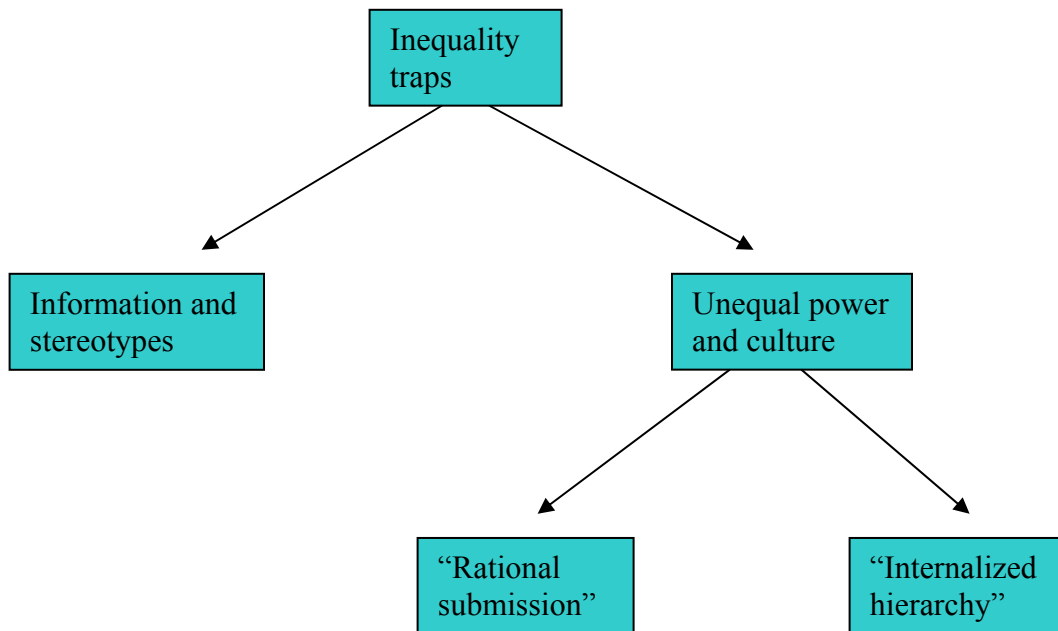 Inequality
traps
Information and
stereotypes
Unequal power
and culture
“Rational
submission”
“Internalized
hierarchy”